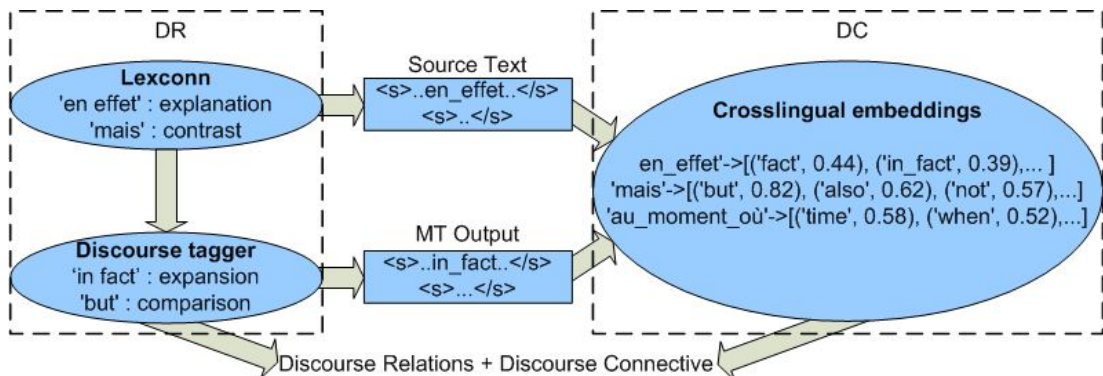 DR
Lexconn
'en effet' : explanation
'mais' : contrast
Discourse tagger
‘in fact’ : expansion
'but' : comparison
Source Text
<s>..en_effet..</s>
<s>..</s>
MT Output
<s>..in_fact..</s>
<s>...</s>
DC
Crosslingual embeddings
en_effet'->[('fact', 0.44), ('in_fact', 0.39),... ]
'mais'->[('but', 0.82), ('also', 0.62), ('not', 0.57),...]
'au_moment_où'->[('time', 0.58), ('when', 0.52),...]
Discourse Relations + Discourse Connective